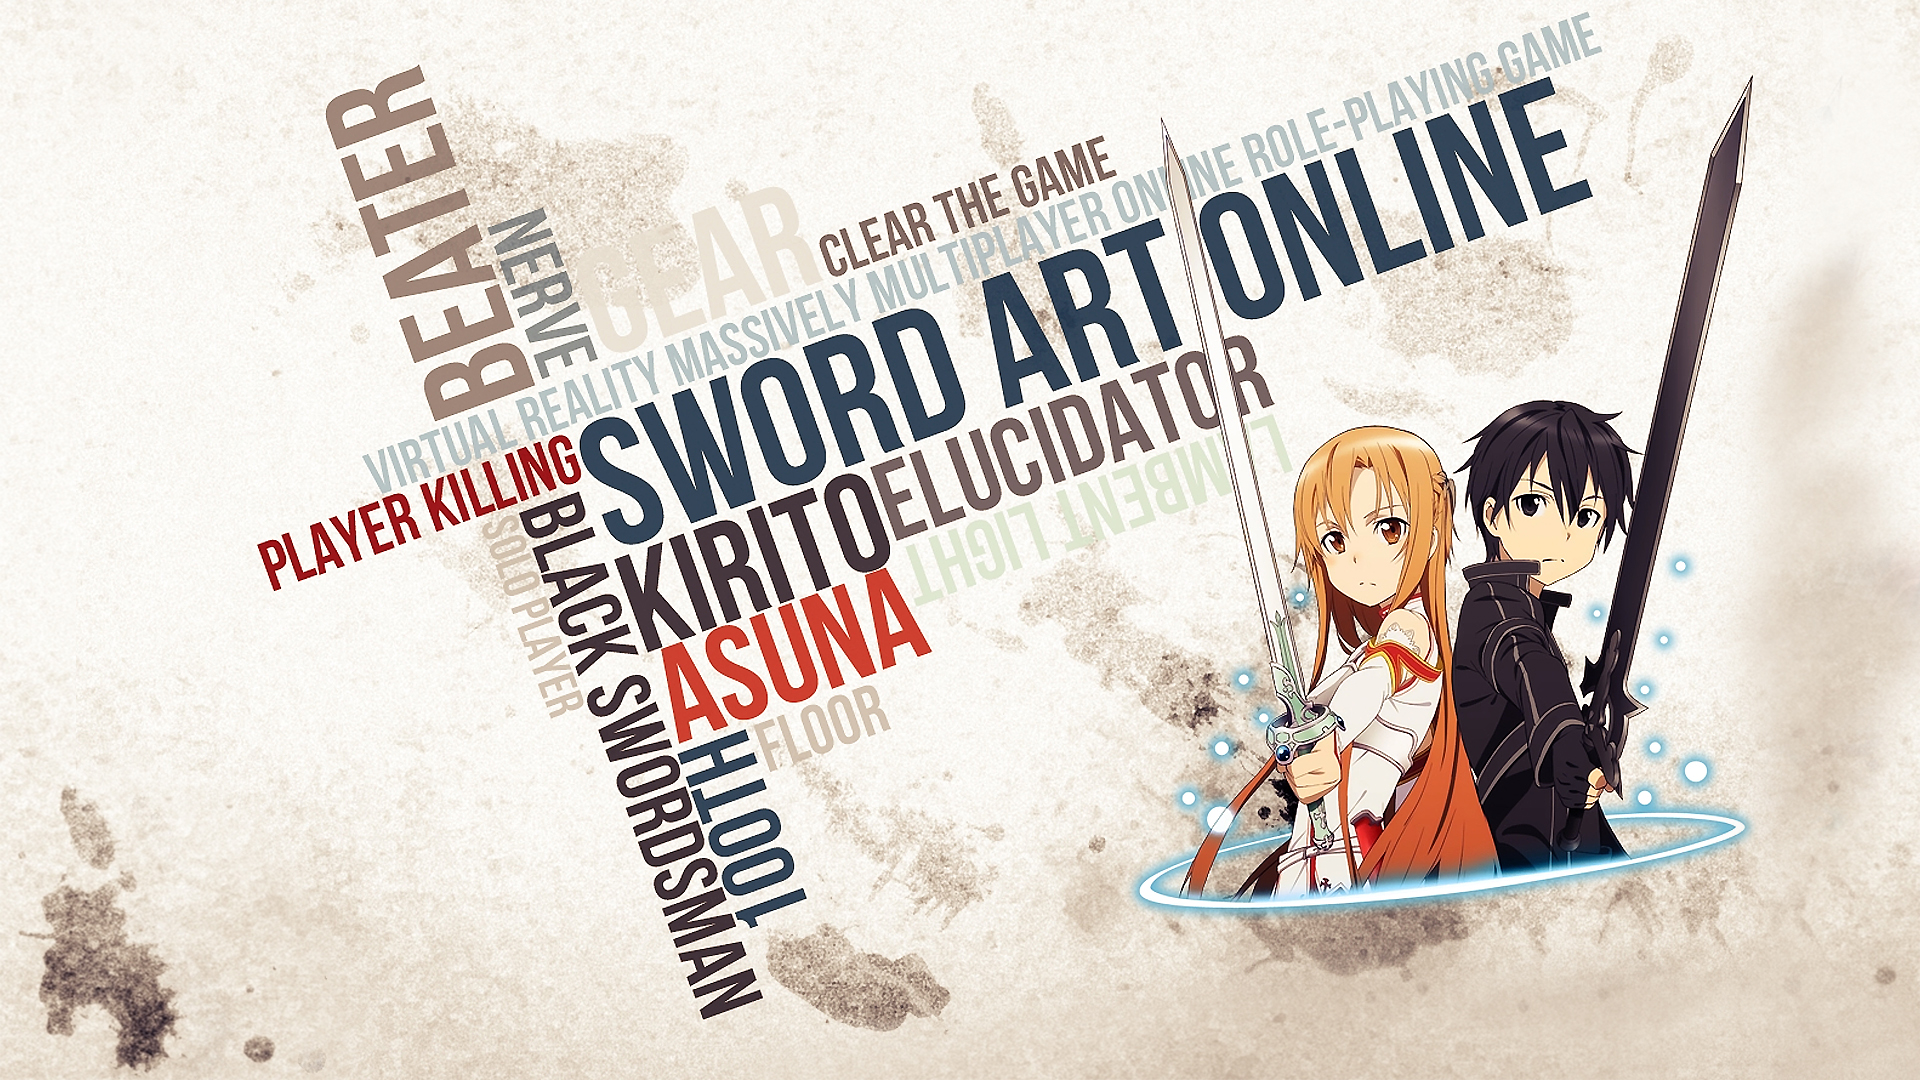 BEATER
NERVE
GEAR
CLEAR THE GAME
VIRTUAL REALITY MASSIVELY MULTIPLAYER ONLINE ROLE-PLAYING GAME
SWORD ART ONLINE
PLAYER KILLING
KIRITO
ELUCIDATOR
LAMBENT LIGHT
ASUNA
BLACK SWORDSMAN
SOLO PLAYER
100TH
FLOOR